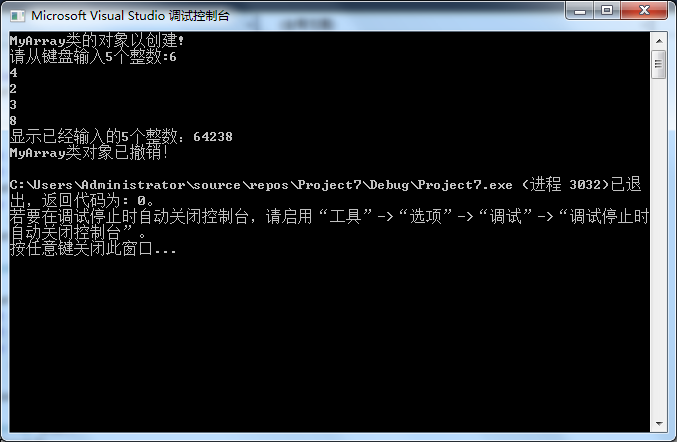 Microsoft Visual Studio 调试控制台
MyArray类的对象以创建!
请从键盘输入5个整数:6
4
2
3
8
显示已经输入的5个整数: 64238
MyArray类对象已撤销!
C:\Users\Administrator\source\repos\Project7\Debug\Project7.exe (进程 3032)已退
出，返回代码为: 0。
若要在调试停止时自动关闭控制台，请启用“工具”->“选项”->“调试”->“调试停止时
自动关闭控制台”。
按任意键关闭此窗口...